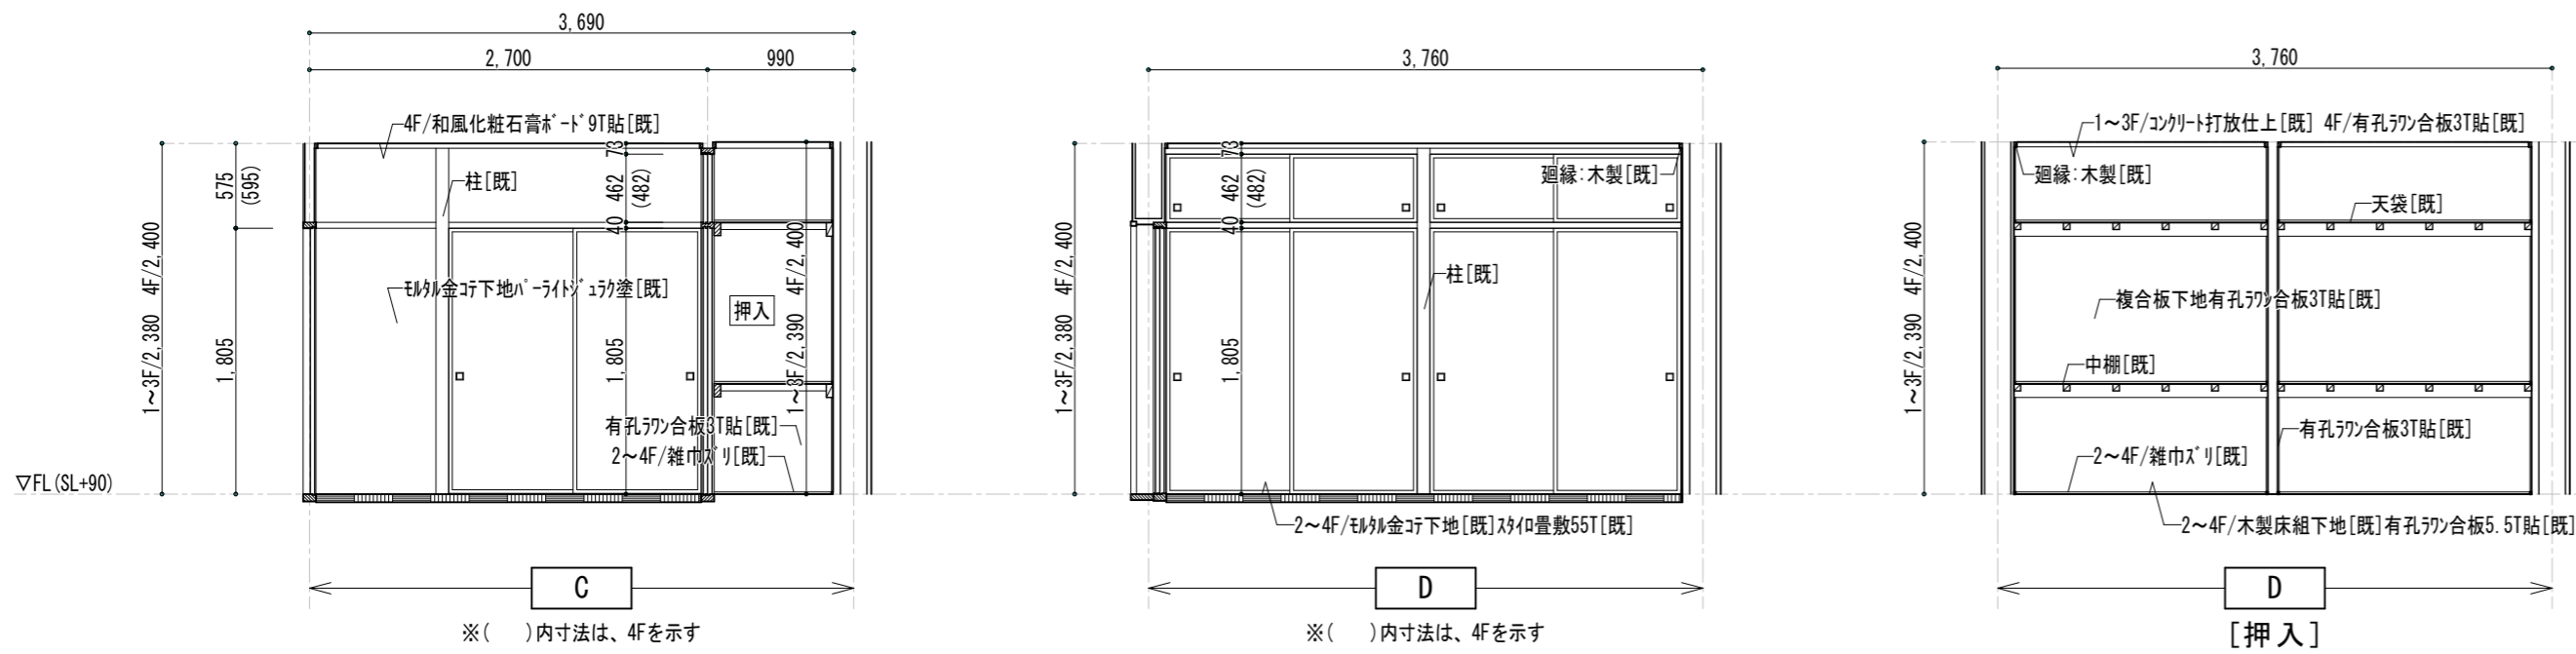 3,690
2,700
990
4F/和風化粧石膏ﾎﾞｰﾄﾞ9T貼[既]
柱[既]
73
462
(482)
40
575
(595)
1~3F/2,380 4F/2,400
1,805
ﾓﾙﾀﾙ金ｺﾃ下地ﾊﾟｰﾗｲﾄｼﾞｭﾗｸ塗[既]
押入
1,805
1~3F/2,390 4F/2,400
有孔ﾗﾜﾝ合板3T貼[既]
2~4F/雑巾ｽﾞﾘ[既]
▽FL(SL+90)
C
※( )内寸法は、4Fを示す
3,760
73
462
(482)
40
廻縁:木製[既]
1~3F/2,380 4F/2,400
柱[既]
1,805
2~4F/ﾓﾙﾀﾙ金ｺﾃ下地[既]ｽﾀｲﾛ畳敷55T[既]
D
※( )内寸法は、4Fを示す
3,760
1~3F/ｺﾝｸﾘｰﾄ打放仕上[既] 4F/有孔ﾗﾜﾝ合板3T貼[既]
廻縁:木製[既]
天袋[既]
1~3F/2,390 4F/2,400
複合板下地有孔ﾗﾜﾝ合板3T貼[既]
中棚[既]
有孔ﾗﾜﾝ合板3T貼[既]
2~4F/雑巾ｽﾞﾘ[既]
2~4F/木製床組下地[既]有孔ﾗﾜﾝ合板5.5T貼[既]
D
[押入]